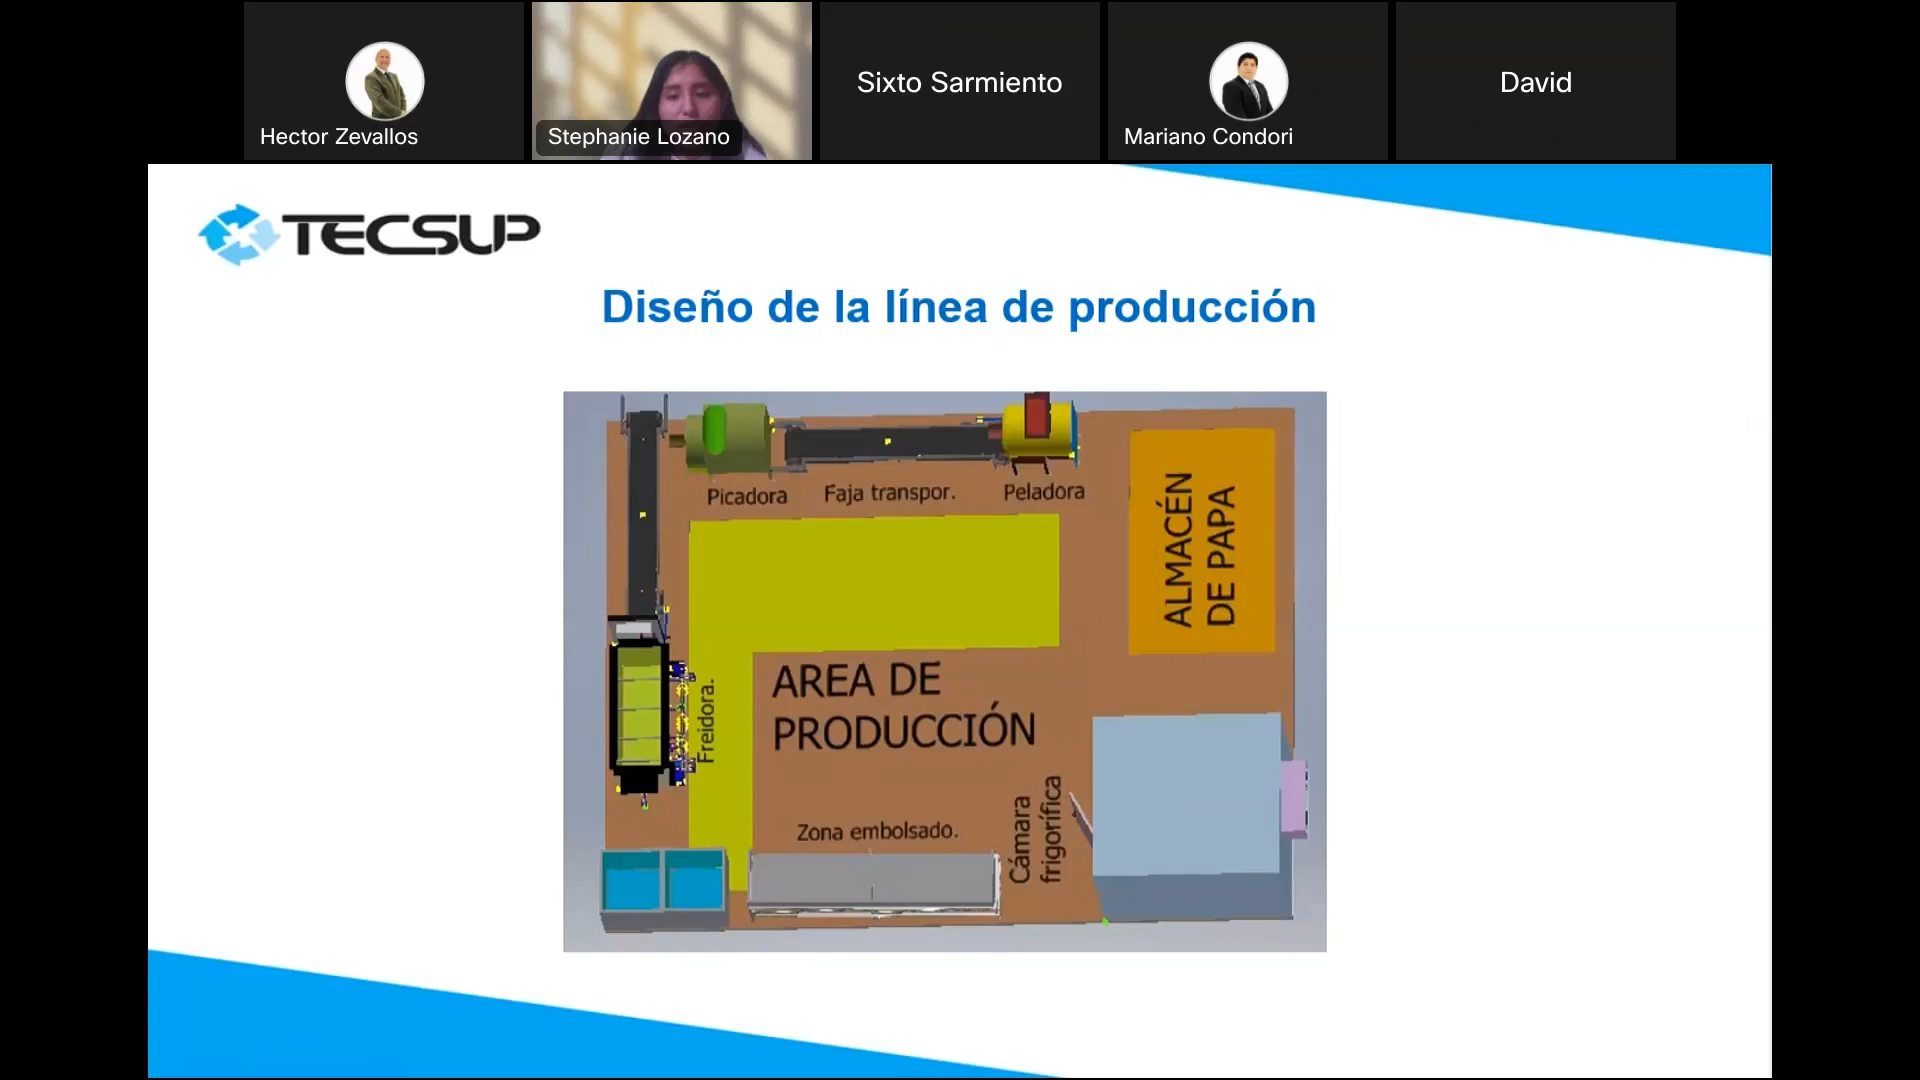 Hector Zevallos
Stephanie Lozano
Sixto Sarmiento
Mariano Condori
David
TECSUP
Diseño de la línea de producción
Picadora
Faja transpor.
Peladora
ALMACÉN
DE PAPA
Freidora.
AREA DE
PRODUCCIÓN
Zona embolsado.
Cámara
frigorífica